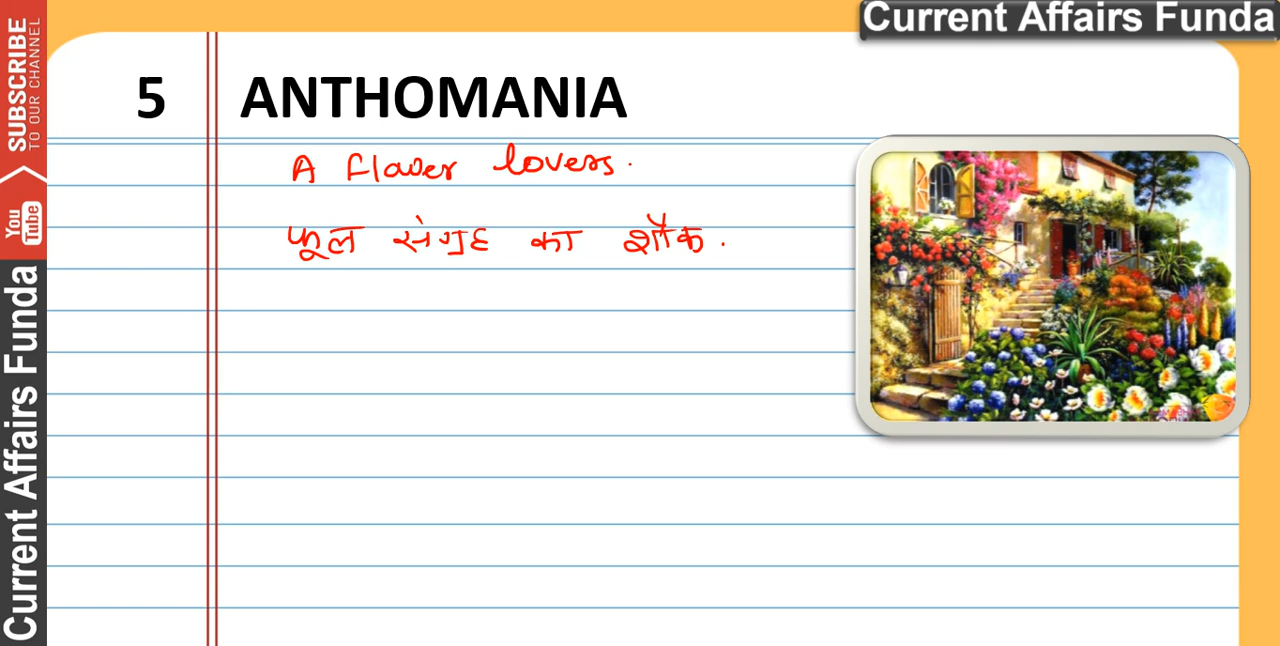 Current Affairs Funda
SUBSCRIBE
TO OUR CHANNEL
You
Tube
Current Affairs Funda
5 ANTHOMANIA
A Flower lovers.
फूल संग्रह का शौक.